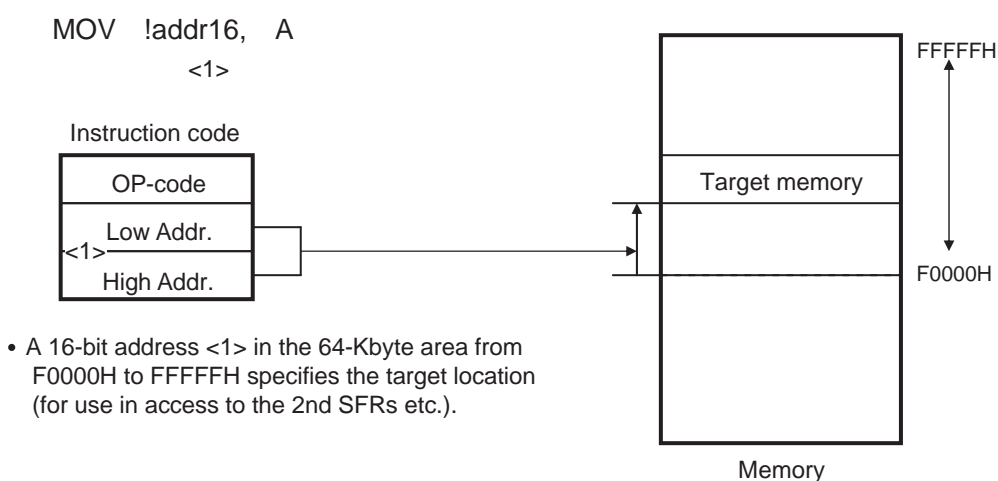 MOV !addr16, A
<1>
Instruction code
OP-code
Low Addr.
<1>
High Addr.
FFFFFH
Target memory
F0000H
Memory
• A 16-bit address <1> in the 64-Kbyte area from
F0000H to FFFFFH specifies the target location
(for use in access to the 2nd SFRs etc.).